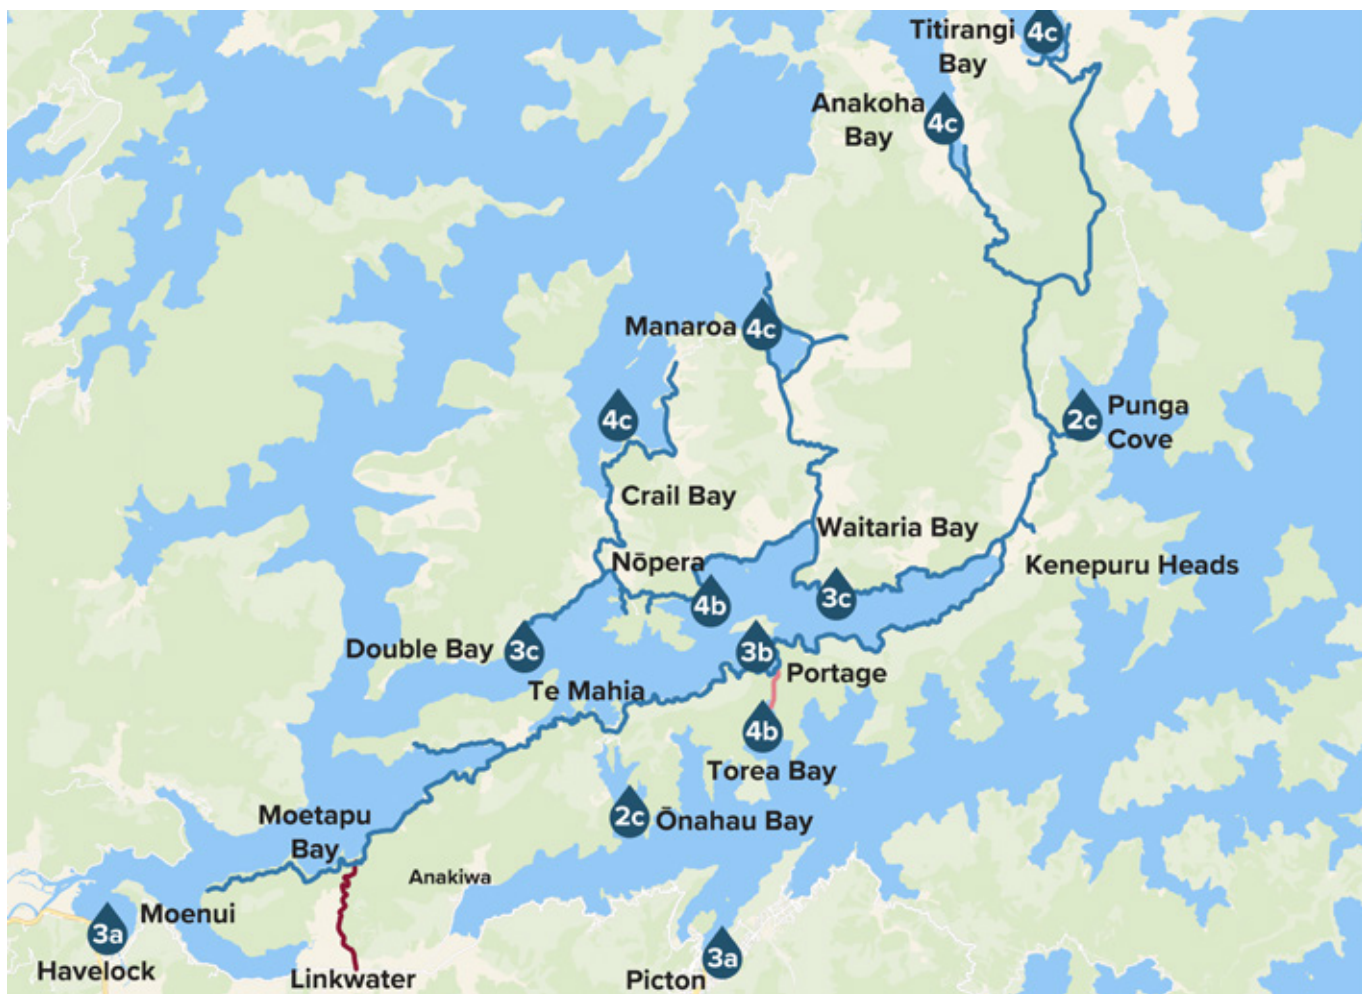 Titirangi
Bay
4c
Anakoha
Bay
4c
Manaroa
4c
4c
2c
Punga
Cove
Crail Bay
Waitaria Bay
Nōpera
Kenepuru Heads
4b
3c
Double Bay
3c
3b
Te Mahia
Portage
4b
Torea Bay
Moetapu
Bay
2c
Ōnahau Bay
Anakiwa
Moenui
3a
Havelock
Linkwater
Picton
3a